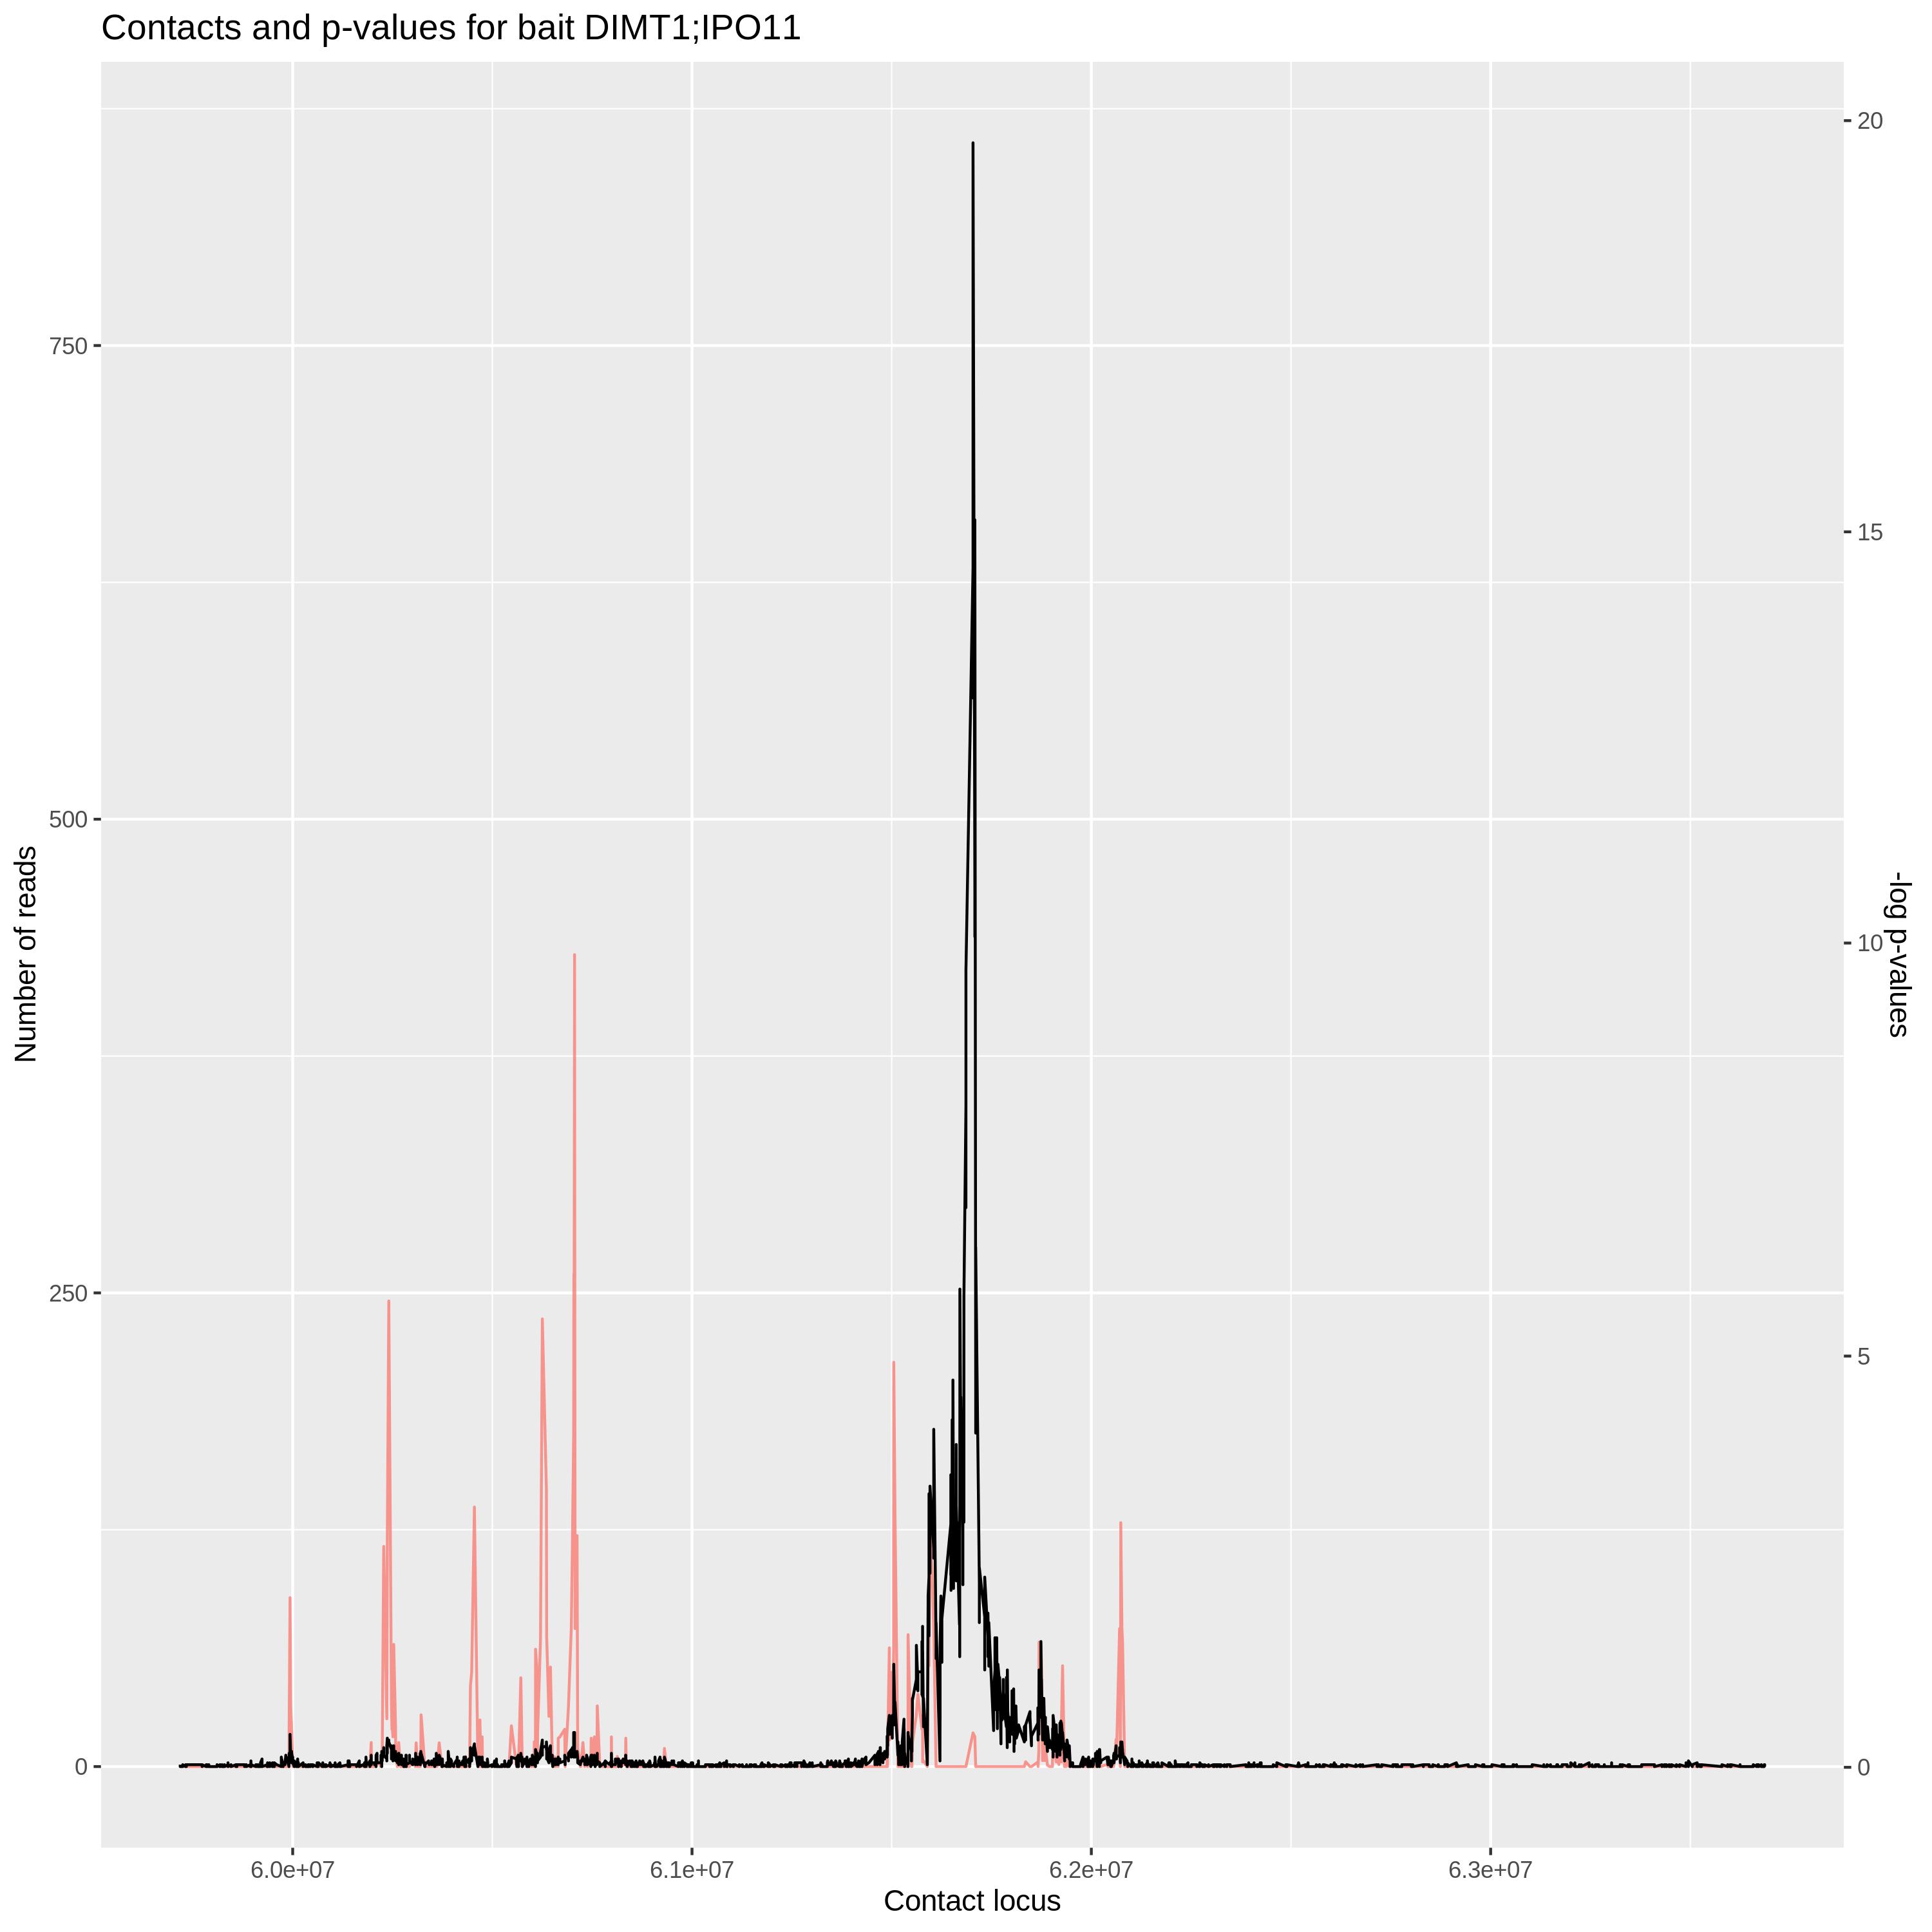 Contacts and p-values for bait DIMT1;IPO11
20
750
15
500
Number of reads
10
-log p-values
250
5
0
0
6.0e+07
6.1e+07
6.2e+07
6.3e+07
Contact locus